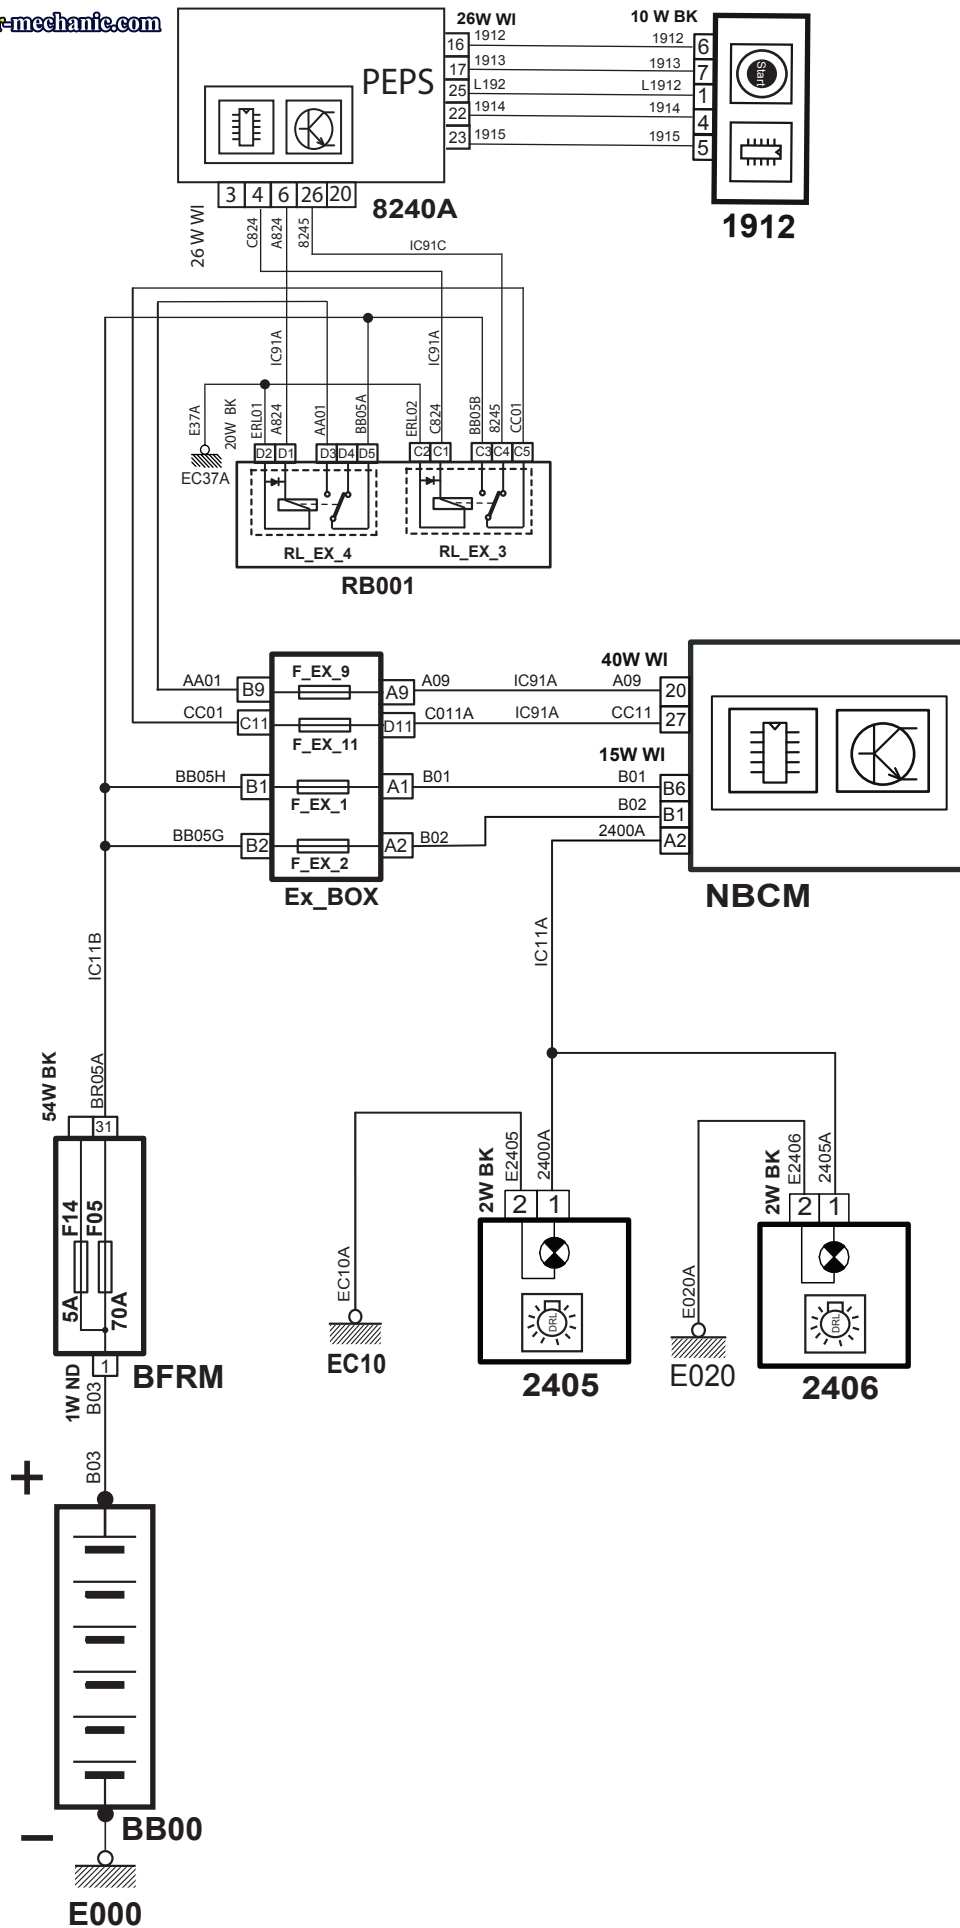 r-mechanic.com
26W WI
10 W BK
PEPS
16 1912 1912 6
17 1913 1913 7
25 L192 L1912 1
22 1914 1914 4
23 1915 1915 5
Start
1912
3 4 6 26 20
8240A
26 W WI
C824
A824
8245
IC91C
IC91A
IC91A
E37A
20W BK
ERL01
A824
AA01
BB05A
ERL02
C824
BB05B
8245
CC01
EC37A
D2 D1 D3 D4 D5
C2 C1 C3 C4 C5
RL_EX_4
RL_EX_3
RB001
40W WI
AA01 B9 F_EX_9 A9 A09 IC91A A09 20
CC01 C11 F_EX_11 D11 C011A IC91A CC11 27
15W WI
BB05H B1 F_EX_1 A1 B01 B01 B6
B02 B1
BB05G B2 F_EX_2 A2 B02 2400A A2
Ex_BOX
NBCM
IC11B
IC11A
54W BK
BR05A
31
F14
F05
5A
70A
1
BFRM
1W ND
B03
B03
2W BK
E2405
2400A
2 1
EC10A
EC10
DRL
2405
2W BK
E2406
2405A
2 1
E020A
E020
DRL
2406
+
BB00
–
E000